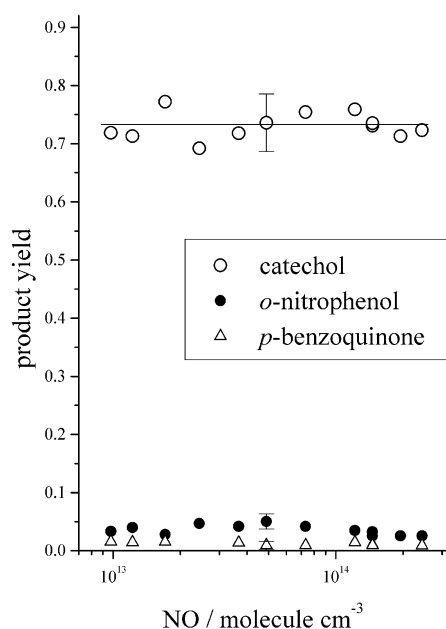 0.9
0.8
0.7
0.6
0.5
0.4
0.3
0.2
0.1
0.0
product yield
catechol
o-nitrophenol
p-benzoquinone
10¹³
10¹⁴
NO / molecule cm⁻³